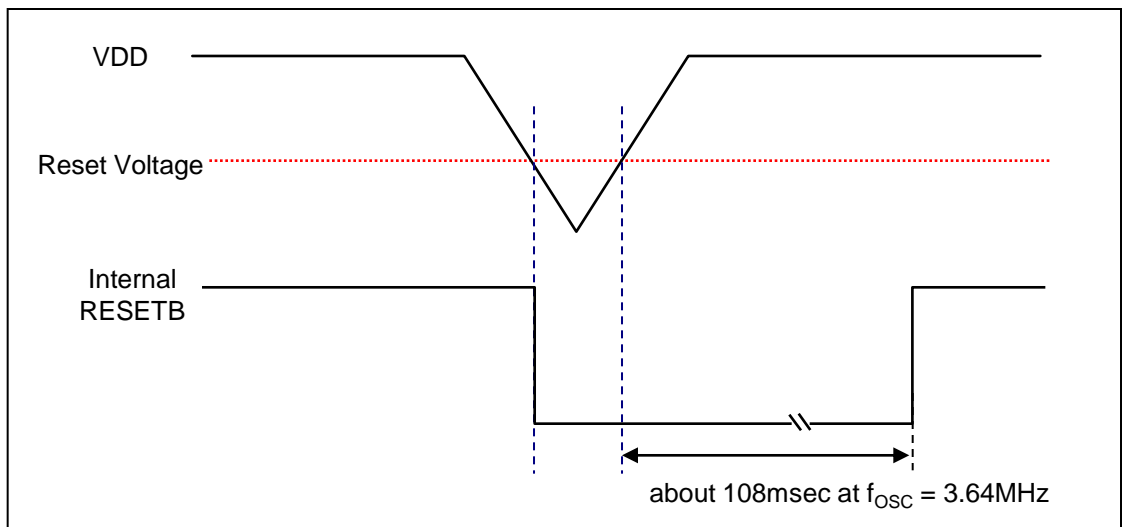 VDD
Reset Voltage
Internal
RESETB
about 108msec at fOSC = 3.64MHz